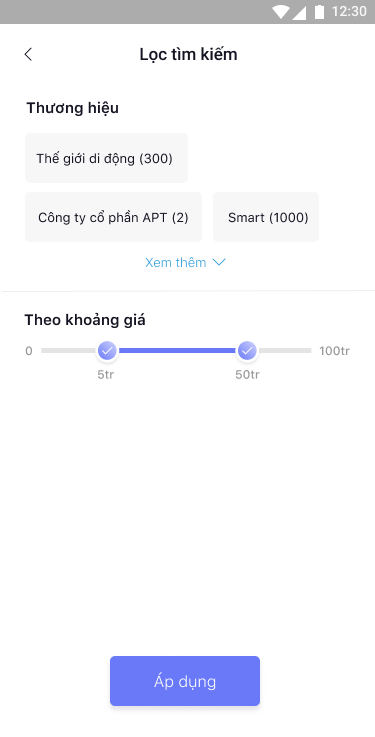 12:30
Lọc tìm kiếm
Thương hiệu
Thế giới di động (300)
Công ty cổ phần APT (2)
Smart (1000)
Xem thêm
Theo khoảng giá
0
100tr
5tr
50tr
Áp dụng